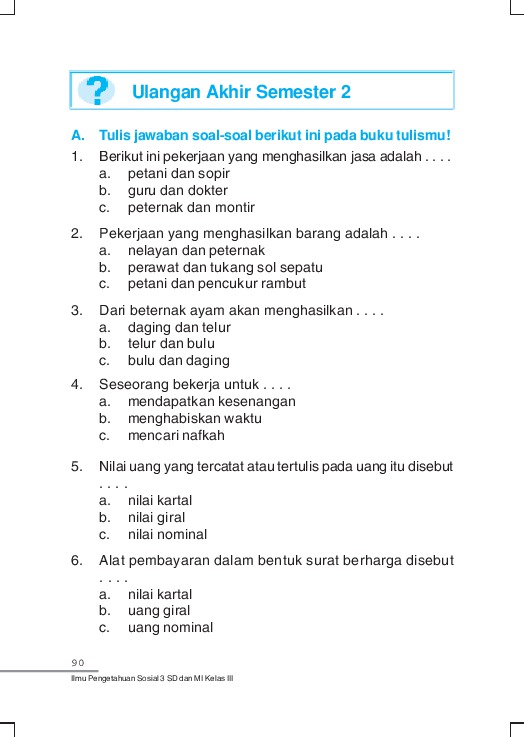 ?
Ulangan Akhir Semester 2
A. Tulis jawaban soal-soal berikut ini pada buku tulismu!
1. Berikut ini pekerjaan yang menghasilkan jasa adalah . . . .
a. petani dan sopir
b. guru dan dokter
c. peternak dan montir
2. Pekerjaan yang menghasilkan barang adalah . . . .
a. nelayan dan peternak
b. perawat dan tukang sol sepatu
c. petani dan pencukur rambut
3. Dari beternak ayam akan menghasilkan . . . .
a. daging dan telur
b. telur dan bulu
c. bulu dan daging
4. Seseorang bekerja untuk . . . .
a. mendapatkan kesenangan
b. menghabiskan waktu
c. mencari nafkah
5. Nilai uang yang tercatat atau tertulis pada uang itu disebut
. . . .
a. nilai kartal
b. nilai giral
c. nilai nominal
6. Alat pembayaran dalam bentuk surat berharga disebut
. . . .
a. nilai kartal
b. uang giral
c. uang nominal
90
Ilmu Pengetahuan Sosial 3 SD dan MI Kelas III